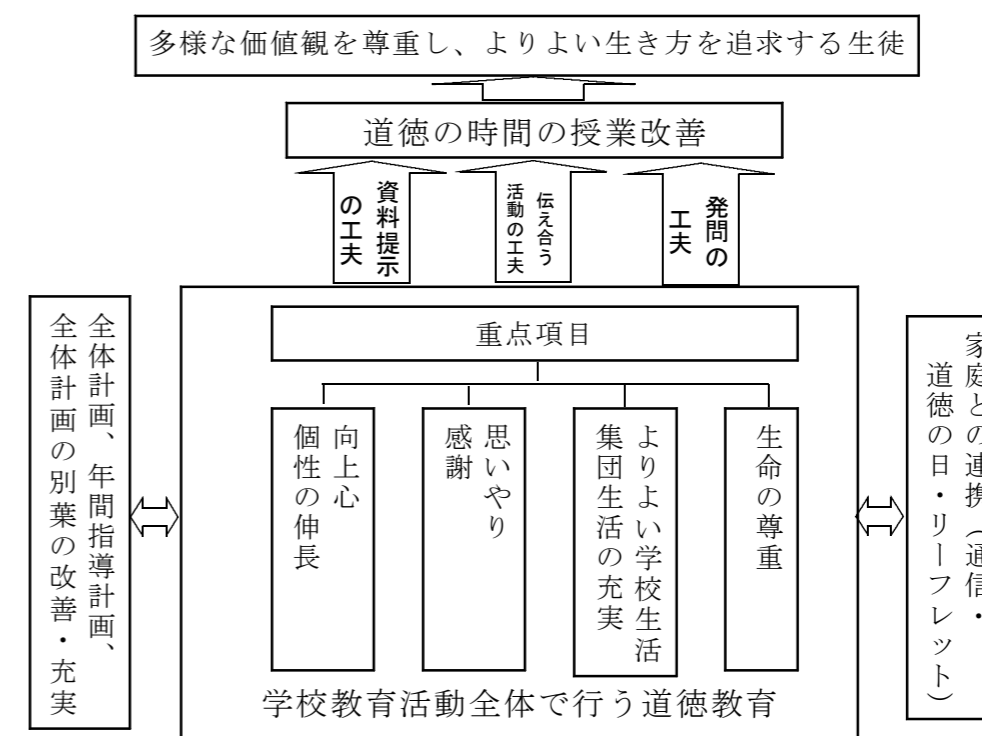 多様な価値観を尊重し、よりよい生き方を追求する生徒
道徳の時間の授業改善
発問の
工夫
伝え合う
活動の工夫
資料提示
の工夫
重点項目
生命の尊重
よりよい学校生活
集団生活の充実
思いやり
感謝
向上心
個性の伸長
学校教育活動全体で行う道徳教育
家庭との連携（通信・
道徳の日・リーフレット）
全体計画、年間指導計画、
全体計画の別葉の改善・充実